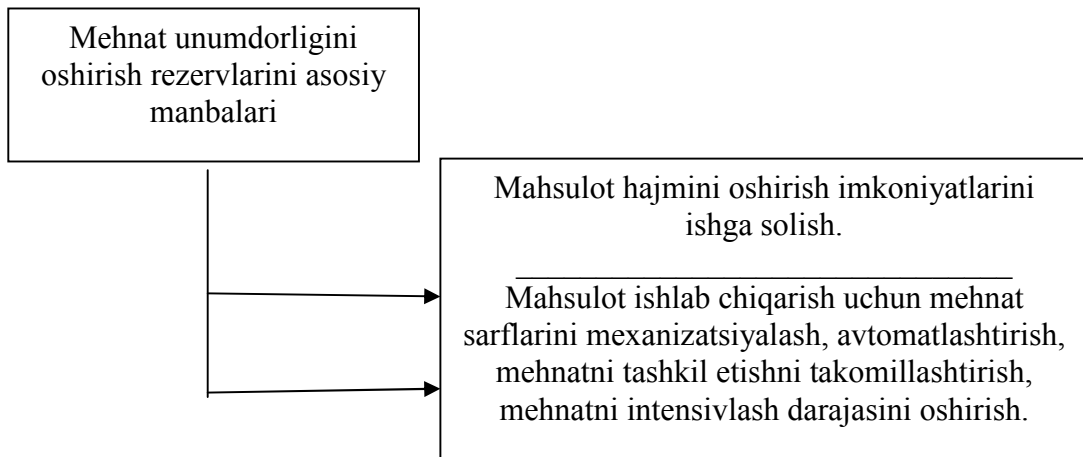 Mehnat unumdorligini
oshirish rezervlarini asosiy
manbalari
Mahsulot hajmini oshirish imkoniyatlarini
ishga solish.
Mahsulot ishlab chiqarish uchun mehnat
sarflarini mexanizatsiyalash, avtomatlashtirish,
mehnatni tashkil etishni takomillashtirish,
mehnatni intensivlash darajasini oshirish.